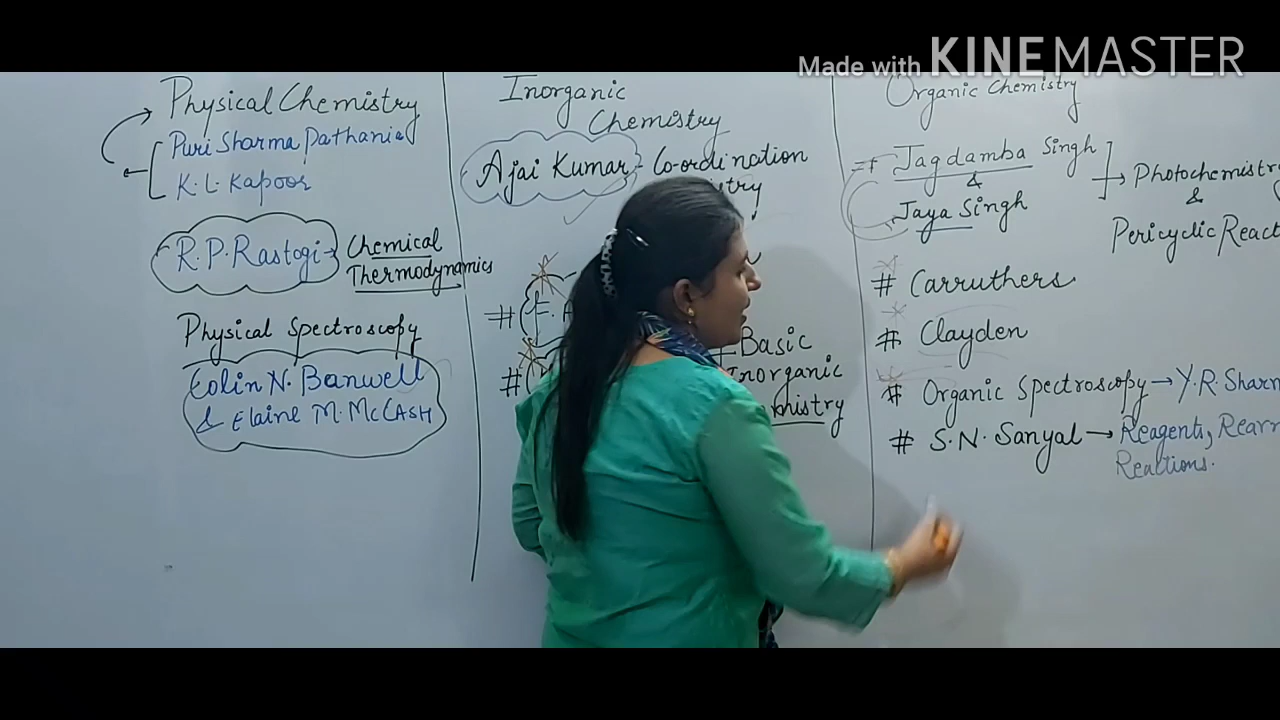 Made with KINEMASTER
Physical Chemistry
Puri Sharma Pathania
K.L. Kapoor
R.P. Rastogi → Chemical
Thermodynamics
Physical Spectroscopy
Colin N. Banwell
& Elaine M. McCASH
Inorganic
Chemistry
Ajai Kumar - Co-ordination
# (
# (
Basic
Inorganic
Organic Chemistry
# Jagdamba Singh
&
Jaya Singh
→ Photochemistry
&
Pericyclic React
# Carruthers
# Clayden
# Organic Spectroscopy → Y.R. Sharm
# S.N. Sanyal → Reagents, Rearr
Reactions.